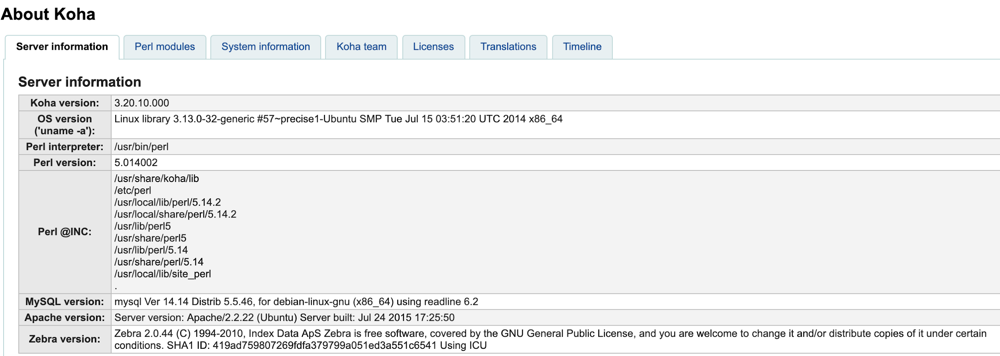 About Koha
Server information Perl modules System information Koha team Licenses Translations Timeline
Server information
Koha version: 3.20.10.000
OS version ('uname -a'): Linux library 3.13.0-32-generic #57~precise1-Ubuntu SMP Tue Jul 15 03:51:20 UTC 2014 x86_64
Perl interpreter: /usr/bin/perl
Perl version: 5.014002
Perl @INC: /usr/share/koha/lib
/etc/perl
/usr/local/lib/perl/5.14.2
/usr/local/share/perl/5.14.2
/usr/lib/perl5
/usr/share/perl5
/usr/lib/perl/5.14
/usr/share/perl/5.14
/usr/local/lib/site_perl
.
MySQL version: mysql Ver 14.14 Distrib 5.5.46, for debian-linux-gnu (x86_64) using readline 6.2
Apache version: Server version: Apache/2.2.22 (Ubuntu) Server built: Jul 24 2015 17:25:50
Zebra version: Zebra 2.0.44 (C) 1994-2010, Index Data ApS Zebra is free software, covered by the GNU General Public License, and you are welcome to change it and/or distribute copies of it under certain
conditions. SHA1 ID: 419ad759807269fdfa379799a051ed3a551c6541 Using ICU